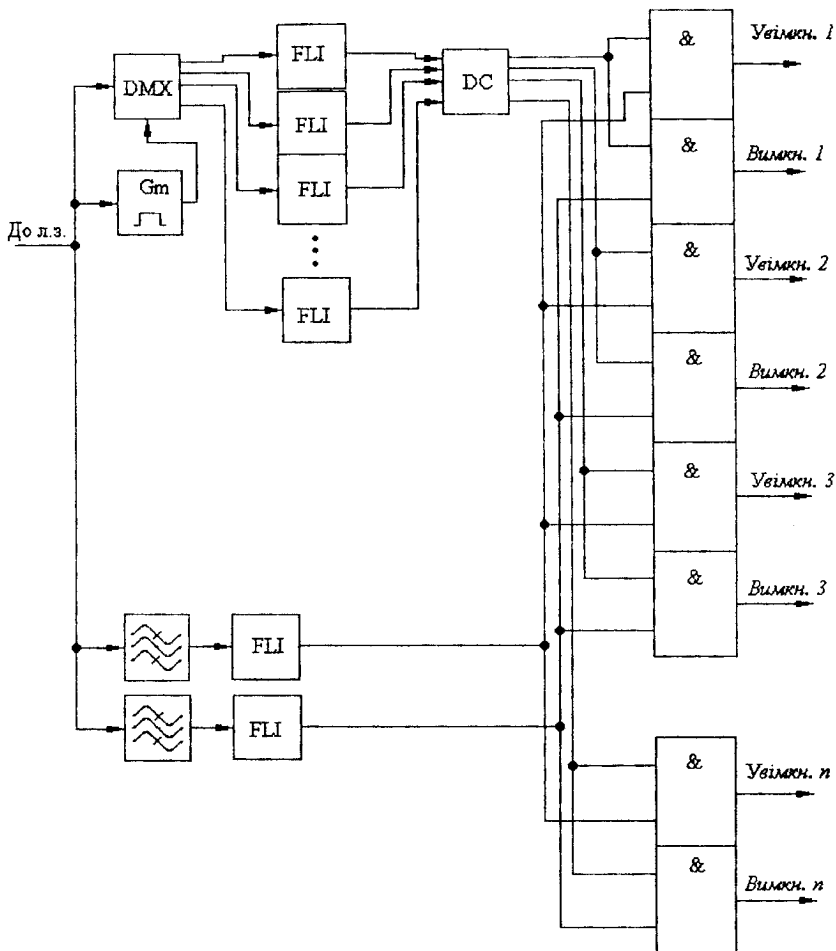 FLI
DMX
FLI
FLI
Gm
До л.з.
FLI
DC
&
Увімкн. 1
&
Вимкн. 1
&
Увімкн. 2
&
Вимкн. 2
&
Увімкн. 3
&
Вимкн. 3
FLI
FLI
&
Увімкн. n
&
Вимкн. n